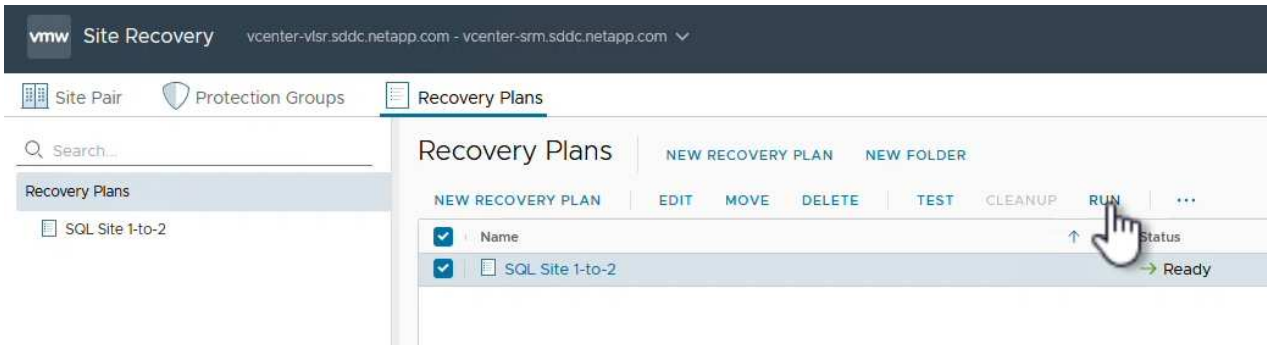 vmw Site Recovery vcenter-vlsr.sddc.netapp.com - vcenter-srm.sddc.netapp.com
Site Pair Protection Groups Recovery Plans
Search...
Recovery Plans
SQL Site 1-to-2
Recovery Plans NEW RECOVERY PLAN NEW FOLDER
NEW RECOVERY PLAN EDIT MOVE DELETE TEST CLEANUP RUN ...
Name Status
SQL Site 1-to-2 Ready